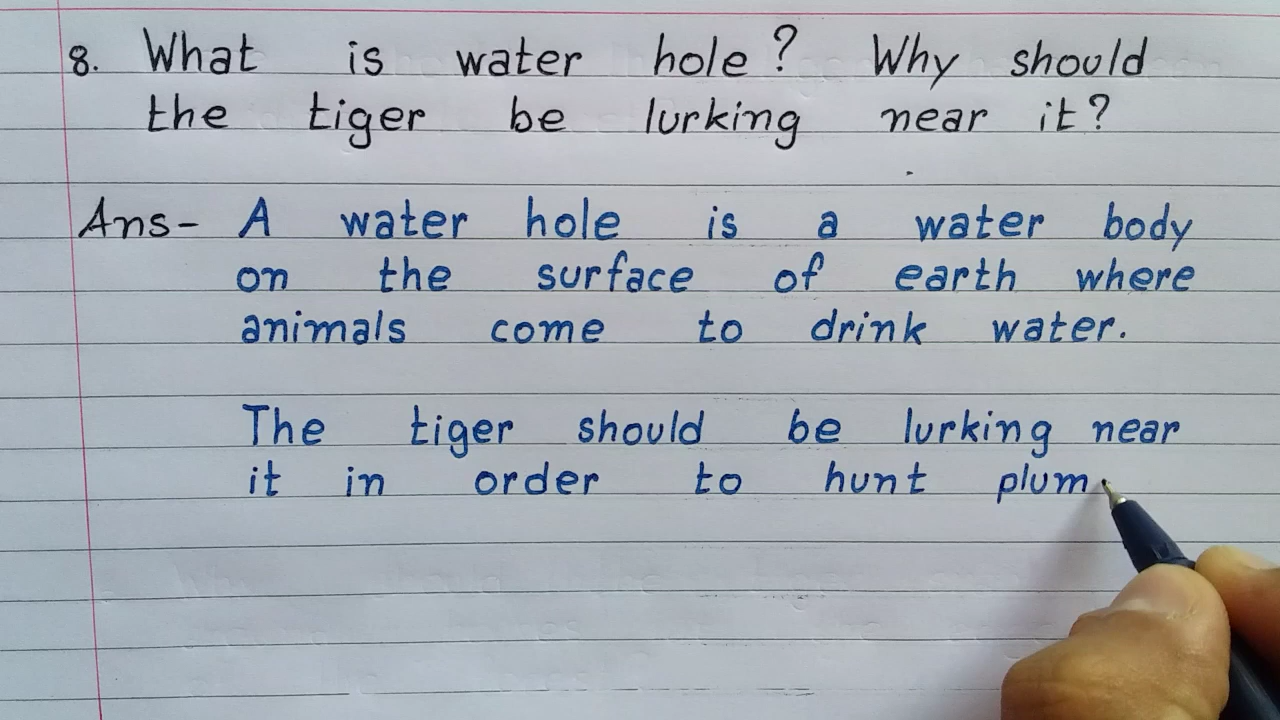 8. What is water hole? Why should
the tiger be lurking near it?
Ans- A water hole is a water body
on the surface of earth where
animals come to drink water.
The tiger should be lurking near
it in order to hunt plum